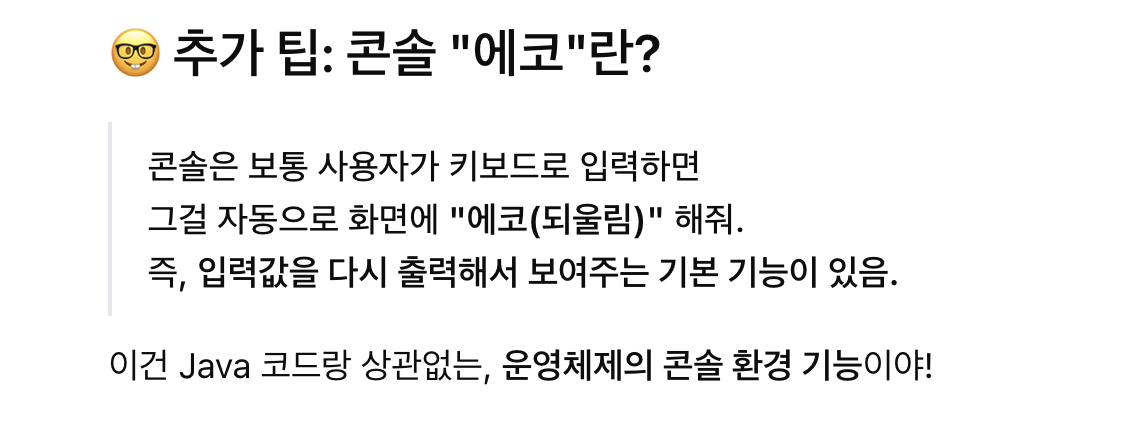 🤓 추가 팁: 콘솔 "에코"란?
콘솔은 보통 사용자가 키보드로 입력하면
그걸 자동으로 화면에 "에코(되울림)" 해줘.
즉, 입력값을 다시 출력해서 보여주는 기본 기능이 있음.
이건 Java 코드랑 상관없는, 운영체제의 콘솔 환경 기능이야!